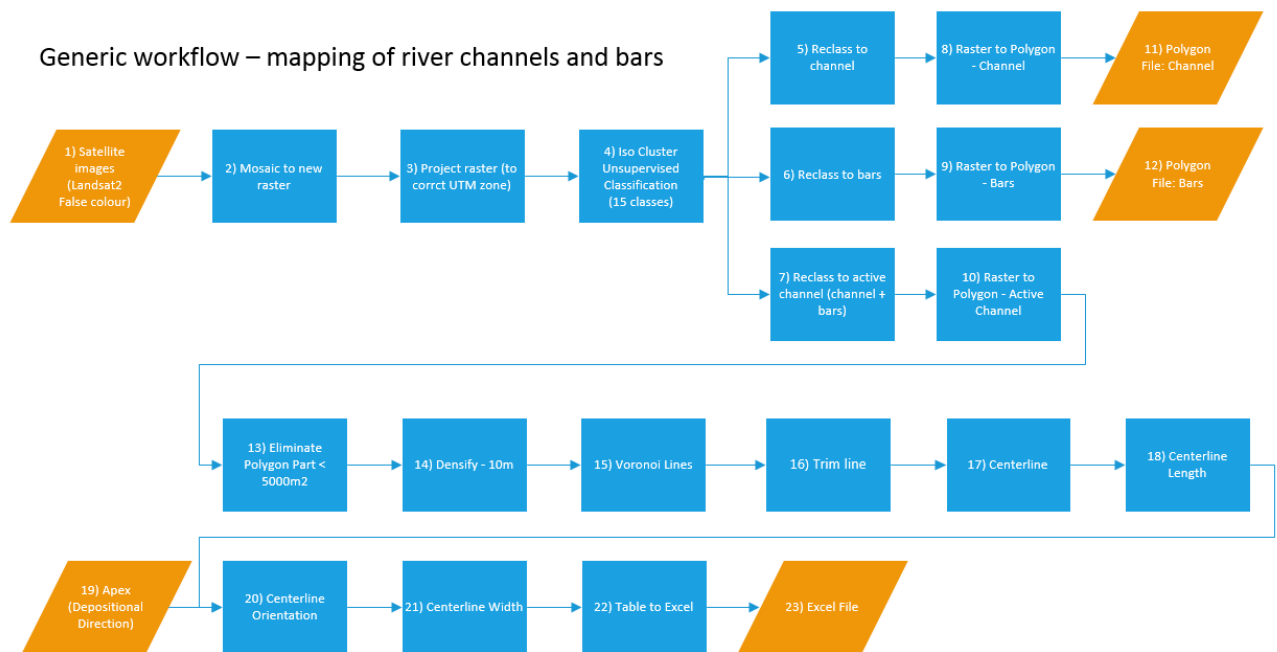 Generic workflow – mapping of river channels and bars
1) Satellite
images
(Landsat2
False colour)
2) Mosaic to new
raster
3) Project raster (to
corrct UTM zone)
4) Iso Cluster
Unsupervised
Classification
(15 classes)
5) Reclass to
channel
8) Raster to Polygon
- Channel
11) Polygon
File: Channel
6) Reclass to bars
9) Raster to Polygon
- Bars
12) Polygon
File: Bars
7) Reclass to active
channel (channel +
bars)
10) Raster to
Polygon - Active
Channel
13) Eliminate
Polygon Part <
5000m2
14) Densify - 10m
15) Voronoi Lines
16) Trim line
17) Centerline
18) Centerline
Length
19) Apex
(Depositional
Direction)
20) Centerline
Orientation
21) Centerline Width
22) Table to Excel
23) Excel File